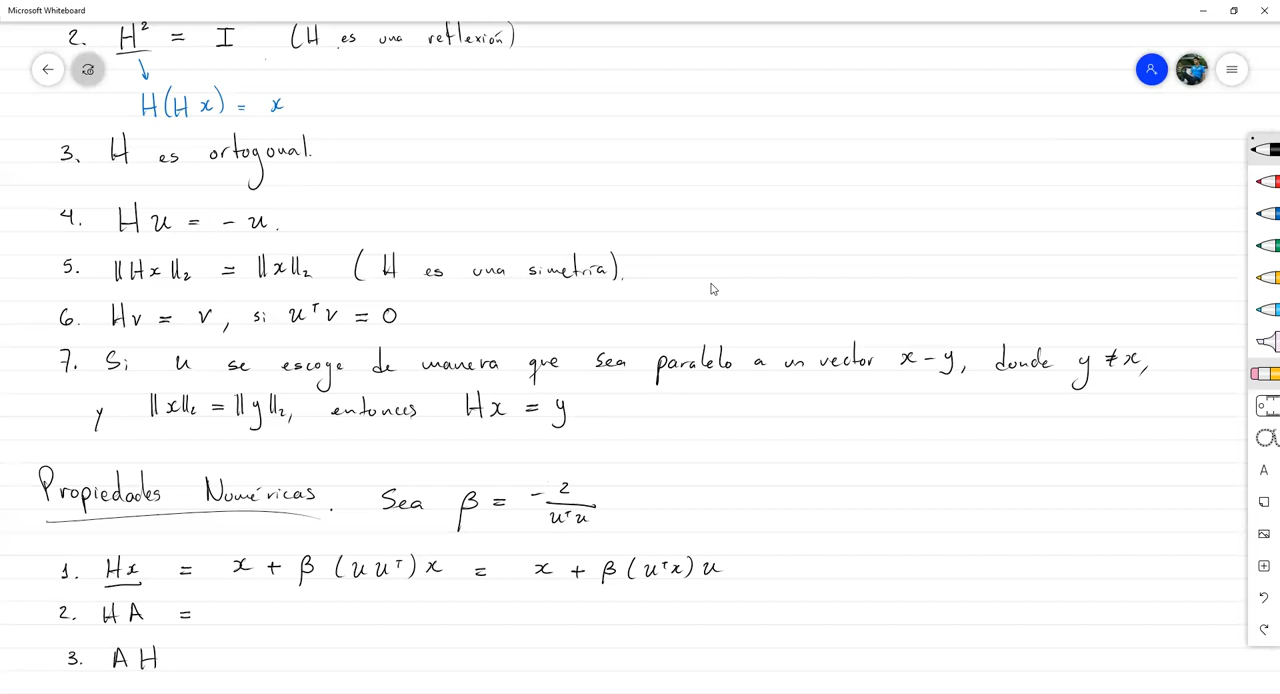 Microsoft Whiteboard
2. H² = I (H es una reflexión)
H(Hx) = x
3. H es ortogonal.
4. Hu = -u.
5. ||Hx||₂ = ||x||₂ (H es una simetría).
6. Hv = v, si uᵀv = 0
7. Si u se escoge de manera que sea paralelo a un vector x-y, donde y ≠ x,
y ||x||₂ = ||y||₂, entonces Hx = y
Propiedades Numéricas. Sea β = -2/uᵀu
1. Hx = x + β (uuᵀ)x = x + β(uᵀx)u
2. HA =
3. AH
A